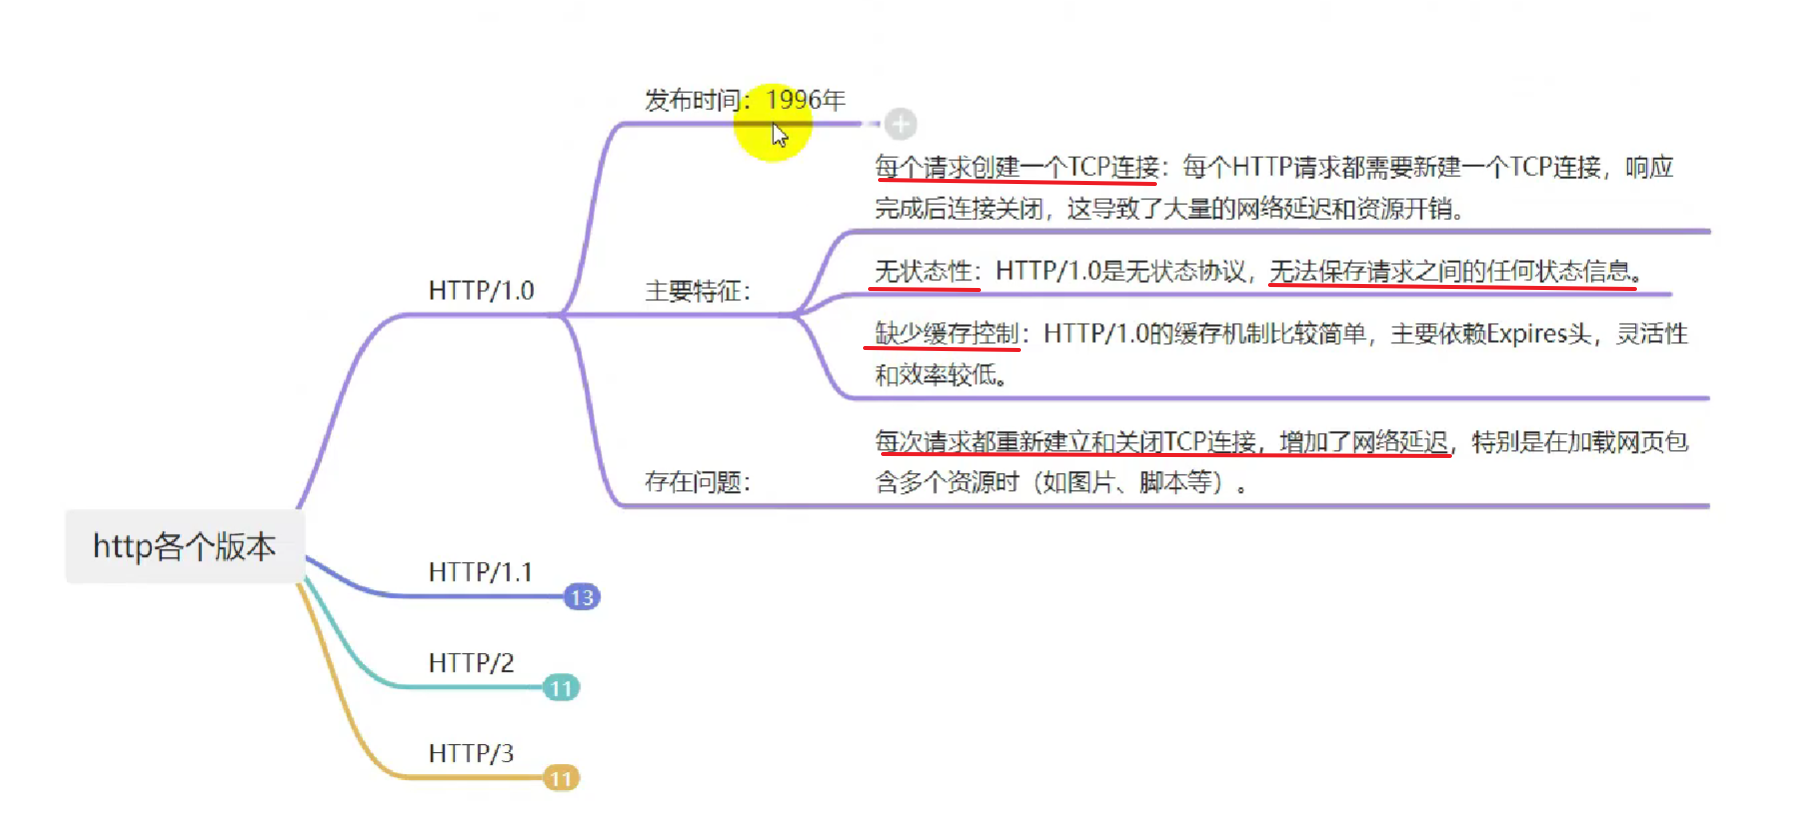 发布时间：1996年
每个请求创建一个TCP连接：每个HTTP请求都需要新建一个TCP连接，响应
完成后连接关闭，这导致了大量的网络延迟和资源开销。
无状态性：HTTP/1.0是无状态协议，无法保存请求之间的任何状态信息。
HTTP/1.0
主要特征：
缺少缓存控制：HTTP/1.0的缓存机制比较简单，主要依赖Expires头，灵活性
和效率较低。
每次请求都重新建立和关闭TCP连接，增加了网络延迟，特别是在加载网页包
含多个资源时（如图片、脚本等）。
存在问题：
http各个版本
HTTP/1.1
13
HTTP/2
11
HTTP/3
11